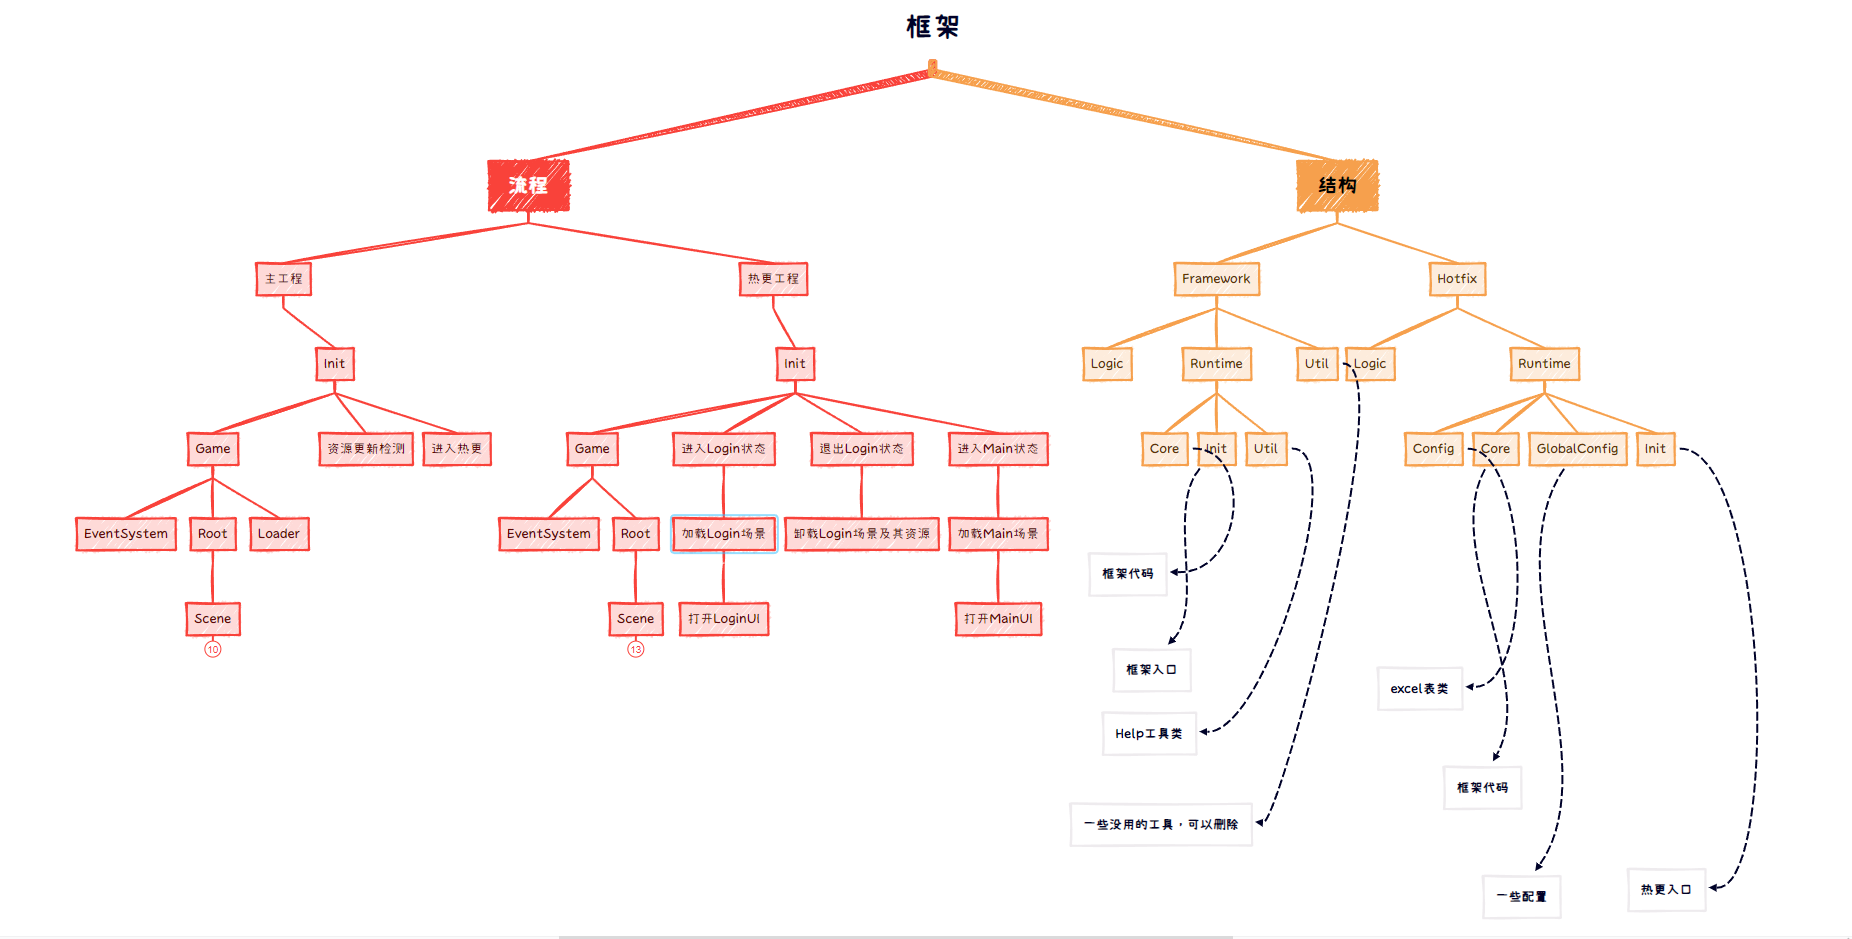 框架
流程
结构
主工程
热更工程
Framework
Hotfix
Init
Init
Logic
Runtime
Util
Logic
Runtime
Game
资源更新检测
进入热更
Game
进入Login状态
退出Login状态
进入Main状态
Core
Init
Util
Config
Core
GlobalConfig
Init
EventSystem
Root
Loader
EventSystem
Root
加载Login场景
卸载Login场景及其资源
加载Main场景
框架代码
Scene
Scene
打开LoginUI
打开MainUI
10
13
框架入口
excel表类
Help工具类
框架代码
一些没用的工具，可以删除
热更入口
一些配置